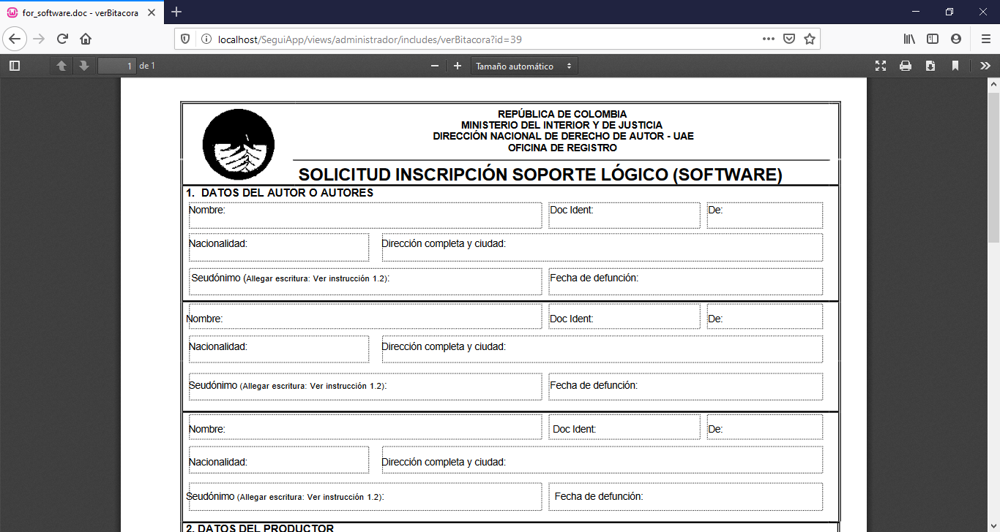 for_software.doc - verBitacora
localhost/SeguiApp/views/administrador/includes/verBitacora?id=39
1 de 1
Tamaño automático
REPÚBLICA DE COLOMBIA
MINISTERIO DEL INTERIOR Y DE JUSTICIA
DIRECCIÓN NACIONAL DE DERECHO DE AUTOR - UAE
OFICINA DE REGISTRO
SOLICITUD INSCRIPCIÓN SOPORTE LÓGICO (SOFTWARE)
1. DATOS DEL AUTOR O AUTORES
Nombre: Doc Ident: De:
Nacionalidad: Dirección completa y ciudad:
Seudónimo (Allegar escritura: Ver instrucción 1.2): Fecha de defunción:
Nombre: Doc Ident: De:
Nacionalidad: Dirección completa y ciudad:
Seudónimo (Allegar escritura: Ver instrucción 1.2): Fecha de defunción:
Nombre: Doc Ident: De:
Nacionalidad: Dirección completa y ciudad:
Seudónimo (Allegar escritura: Ver instrucción 1.2): Fecha de defunción:
2. DATOS DEL PRODUCTOR